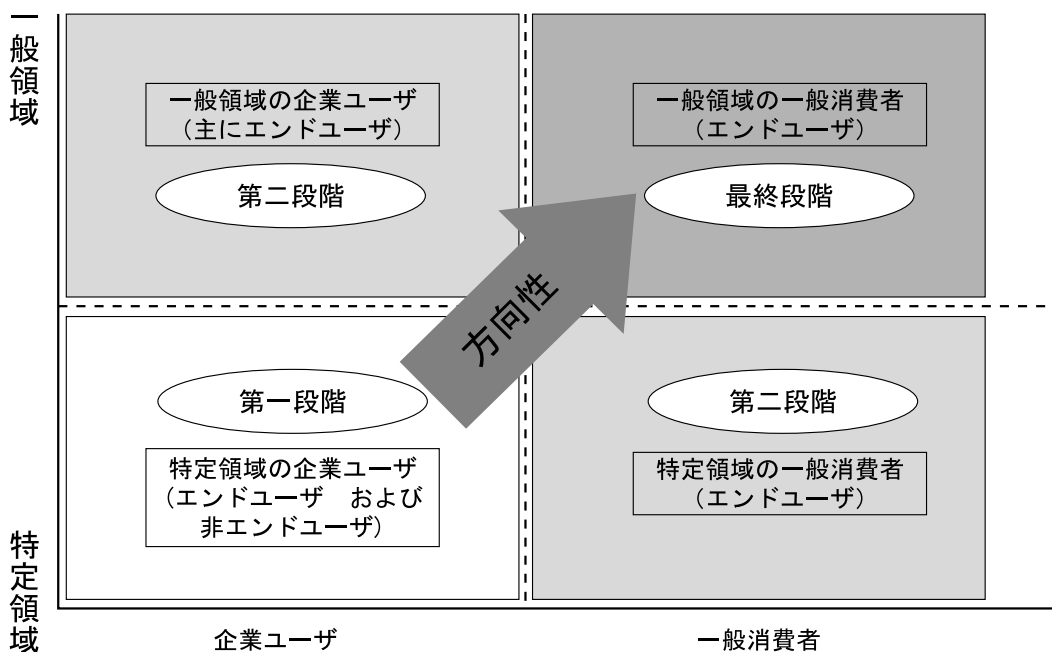 一般領域
一般領域の企業ユーザ
（主にエンドユーザ）
第二段階
一般領域の一般消費者
（エンドユーザ）
最終段階
方向性
第一段階
特定領域の企業ユーザ
（エンドユーザ　および
非エンドユーザ）
第二段階
特定領域の一般消費者
（エンドユーザ）
特定領域
企業ユーザ
一般消費者